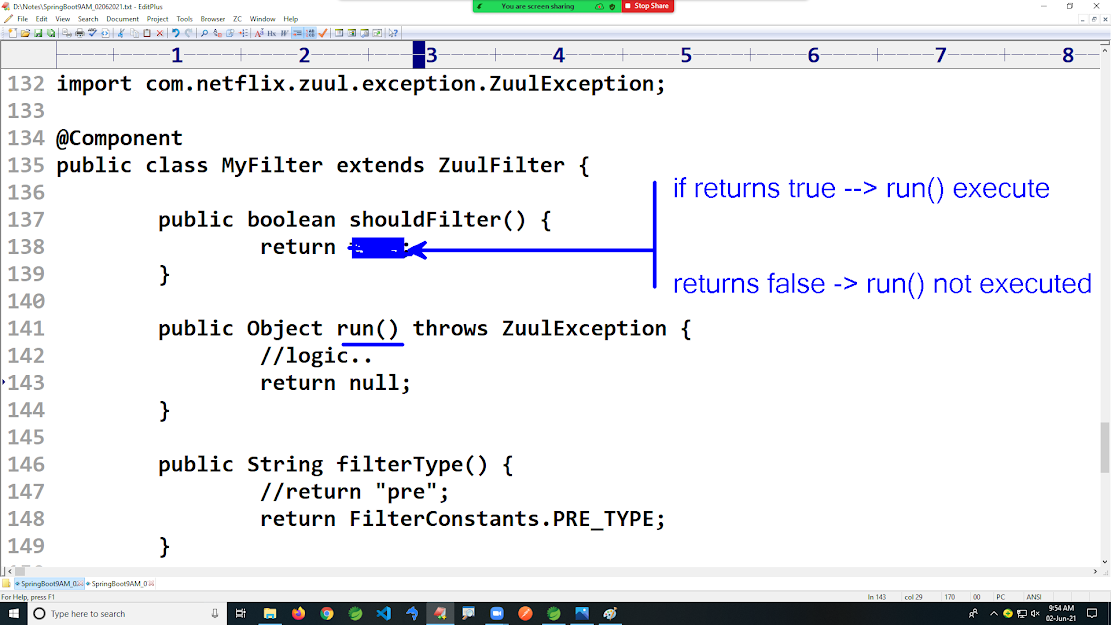 D:\Notes\SpringBoot9AM_02062021.txt - EditPlus
You are screen sharing
Stop Share
File Edit View Search Document Project Tools Browser ZC Window Help
1 2 3 4 5 6 7 8
132 import com.netflix.zuul.exception.ZuulException;
133
134 @Component
135 public class MyFilter extends ZuulFilter {
136
if returns true --> run() execute
137 public boolean shouldFilter() {
138 return ;
139 }
returns false -> run() not executed
140
141 public Object run() throws ZuulException {
142 //logic..
143 return null;
144 }
145
146 public String filterType() {
147 //return "pre";
148 return FilterConstants.PRE_TYPE;
149 }
SpringBoot9AM_0 SpringBoot9AM_0
For Help, press F1 ln 143 col 29 170 00 PC ANSI
Type here to search
9:54 AM
02-Jun-21